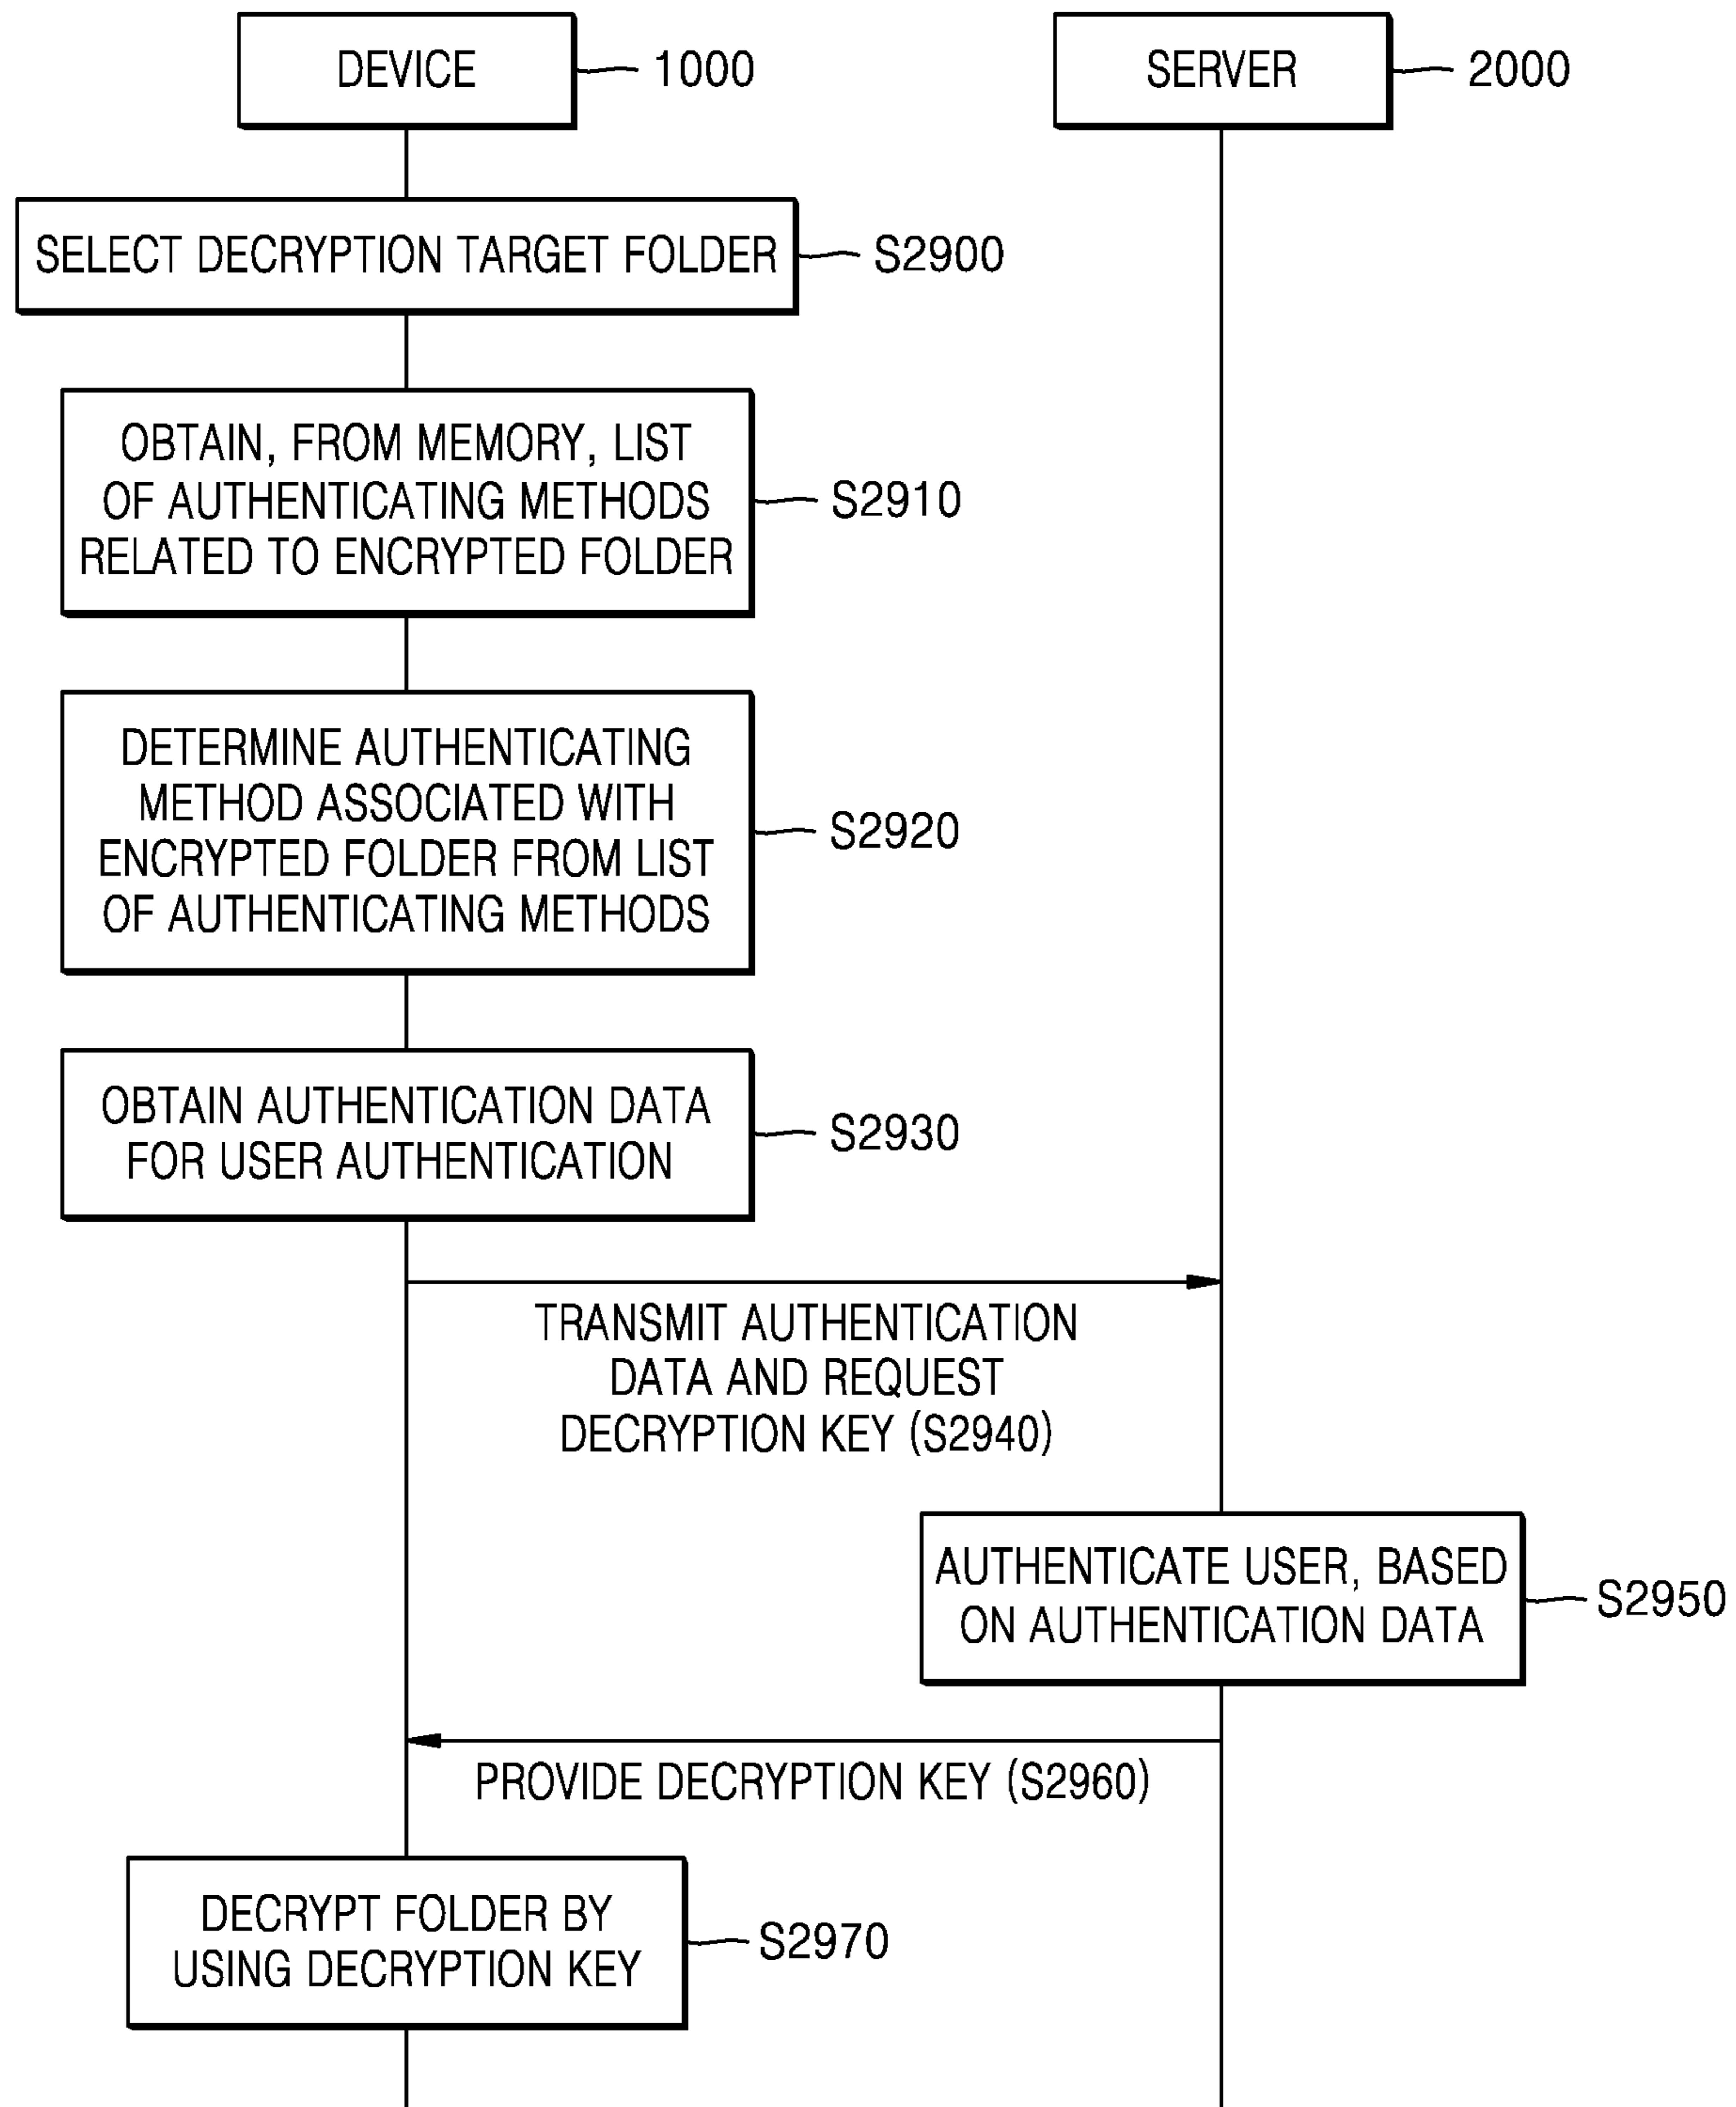 DEVICE
1000
SERVER
2000
SELECT DECRYPTION TARGET FOLDER
S2900
OBTAIN, FROM MEMORY, LIST
OF AUTHENTICATING METHODS
RELATED TO ENCRYPTED FOLDER
S2910
DETERMINE AUTHENTICATING
METHOD ASSOCIATED WITH
ENCRYPTED FOLDER FROM LIST
OF AUTHENTICATING METHODS
S2920
OBTAIN AUTHENTICATION DATA
FOR USER AUTHENTICATION
S2930
TRANSMIT AUTHENTICATION
DATA AND REQUEST
DECRYPTION KEY (S2940)
AUTHENTICATE USER, BASED
ON AUTHENTICATION DATA
S2950
PROVIDE DECRYPTION KEY (S2960)
DECRYPT FOLDER BY
USING DECRYPTION KEY
S2970